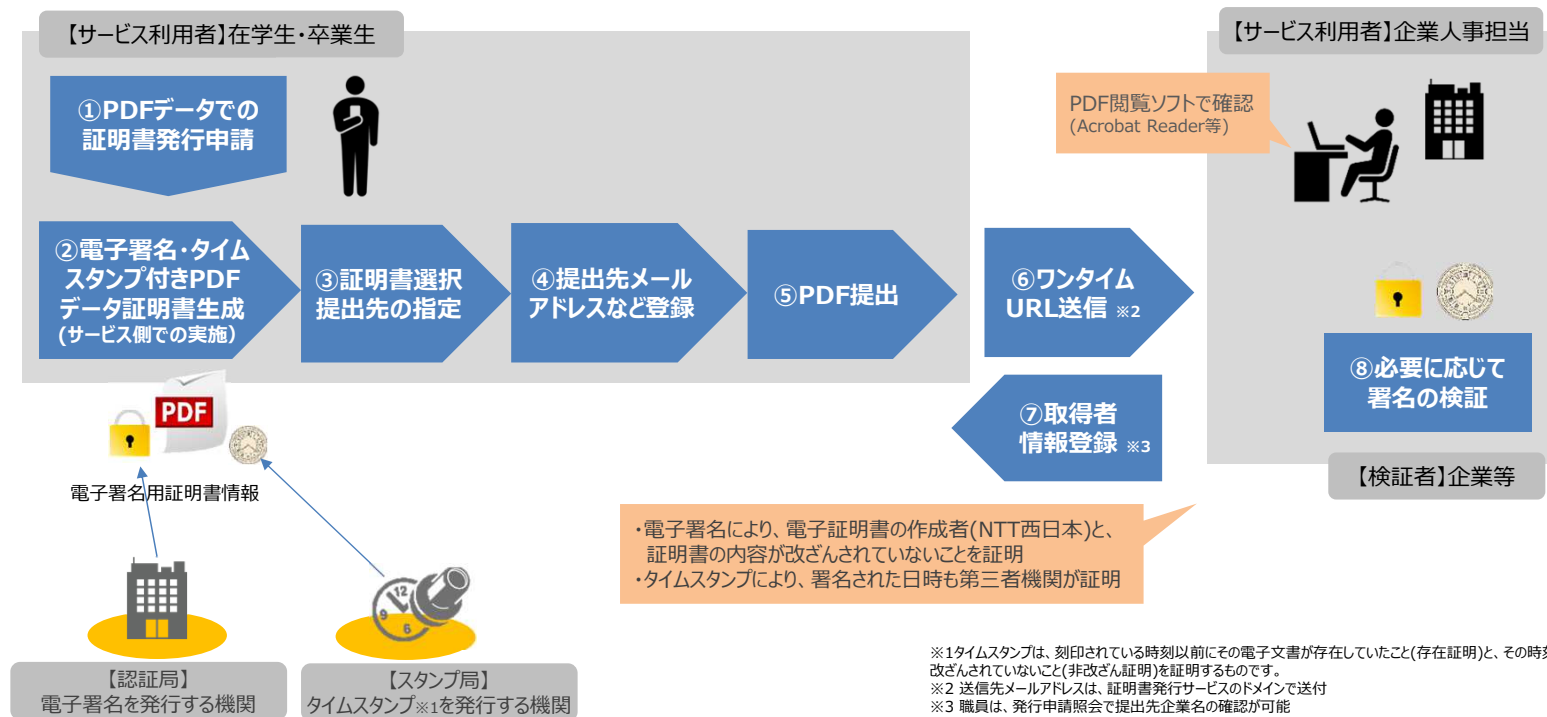 【サービス利用者】在学生・卒業生
①PDFデータでの
証明書発行申請
②電子署名・タイム
スタンプ付きPDF
データ証明書生成
(サービス側での実施)
③証明書選択
提出先の指定
④提出先メール
アドレスなど登録
⑤PDF提出
⑥ワンタイム
URL送信 ※2
⑦取得者
情報登録 ※3
【サービス利用者】企業人事担当
PDF閲覧ソフトで確認
(Acrobat Reader等)
⑧必要に応じて
署名の検証
【検証者】企業等
PDF
電子署名用証明書情報
・電子署名により、電子証明書の作成者(NTT西日本)と、
証明書の内容が改ざんされていないことを証明
・タイムスタンプにより、署名された日時も第三者機関が証明
12
9
6
【認証局】
電子署名を発行する機関
【スタンプ局】
タイムスタンプ※1を発行する機関
※1タイムスタンプは、刻印されている時刻以前にその電子文書が存在していたこと(存在証明)と、その時刻
改ざんされていないこと(非改ざん証明)を証明するものです。
※2 送信先メールアドレスは、証明書発行サービスのドメインで送付
※3 職員は、発行申請照会で提出先企業名の確認が可能